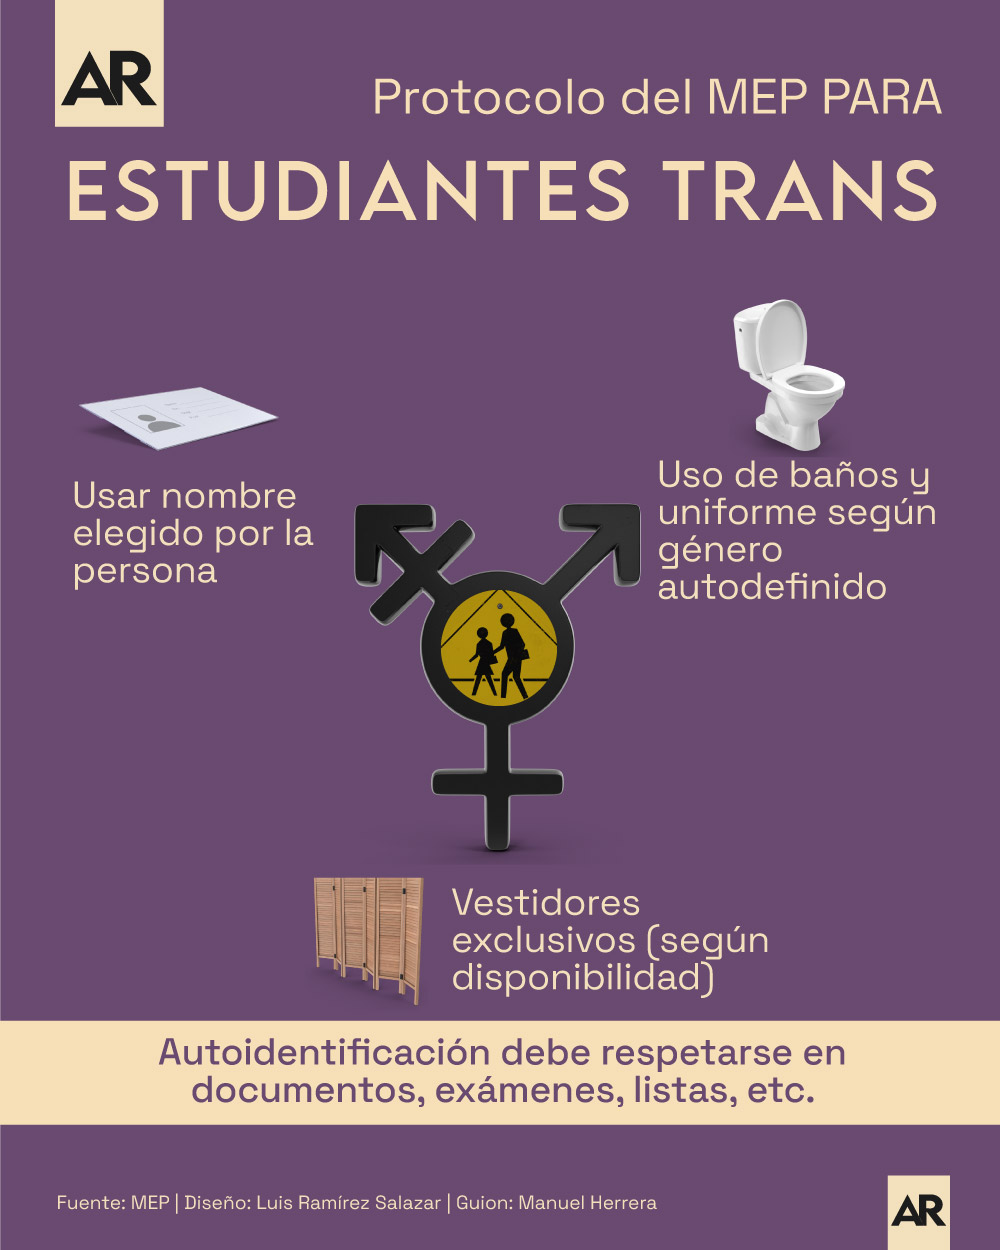 AR
Protocolo del MEP PARA
ESTUDIANTES TRANS
Usar nombre
elegido por la
persona
Uso de baños y
uniforme según
género
autodefinido
Vestidores
exclusivos (según
disponibilidad)
Autoidentificación debe respetarse en
documentos, exámenes, listas, etc.
Fuente: MEP | Diseño: Luis Ramírez Salazar | Guion: Manuel Herrera
AR